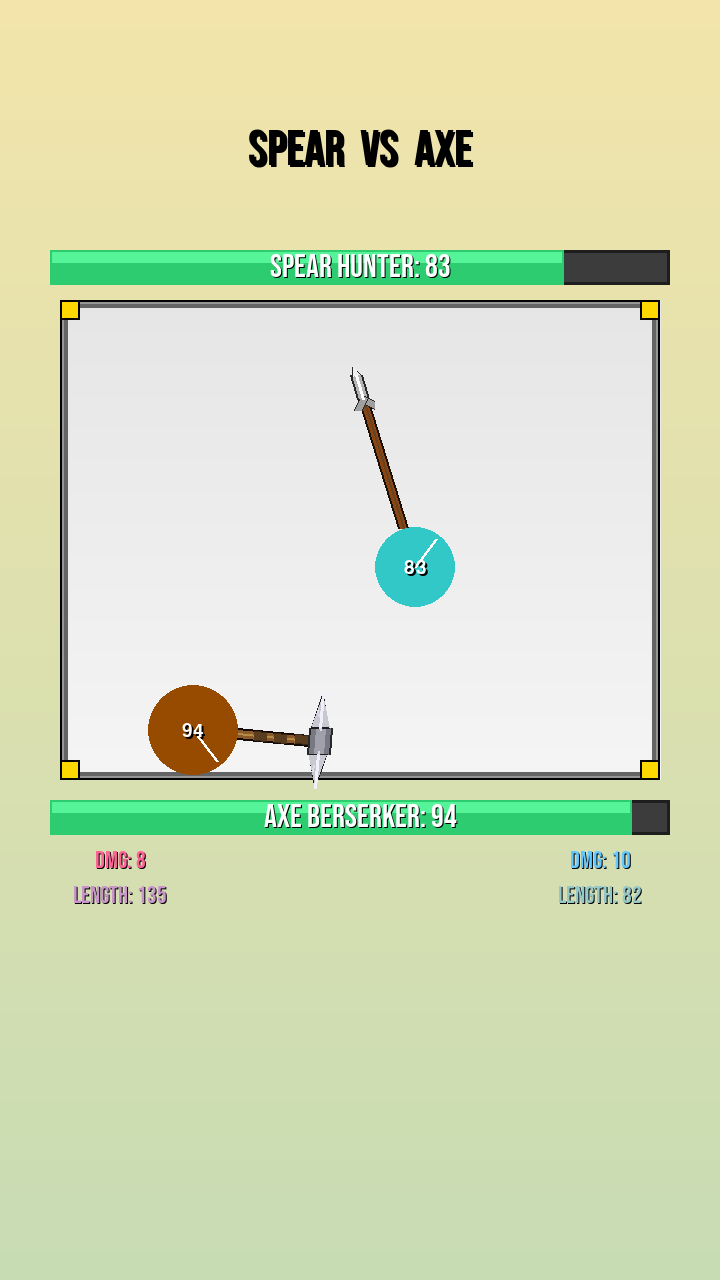 SPEAR VS AXE
SPEAR HUNTER: 83
83
94
AXE BERSERKER: 94
DMG: 8
DMG: 10
LENGTH: 135
LENGTH: 82